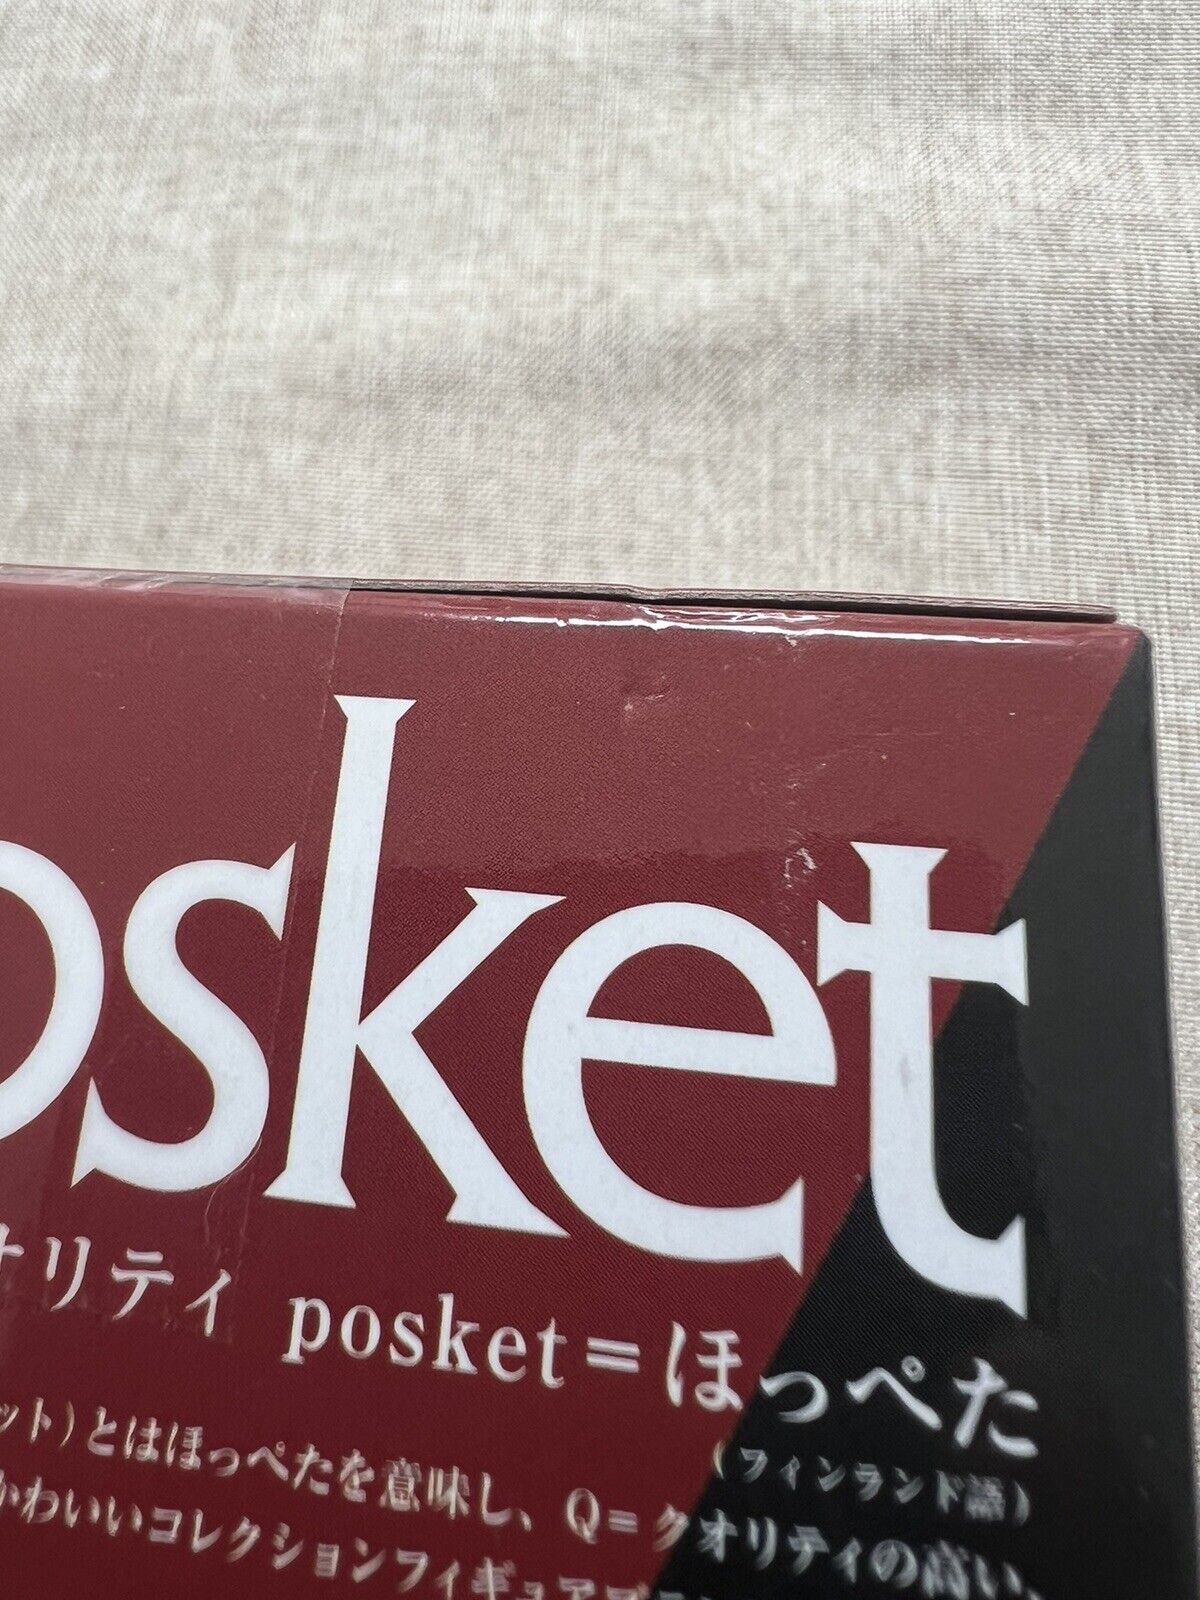 osket
オリティ posket=ほっぺた
(フィンランド語)
ット)とはほっぺたを意味し、Q=クオリティの高い、
かわいいコレクションフィギュア